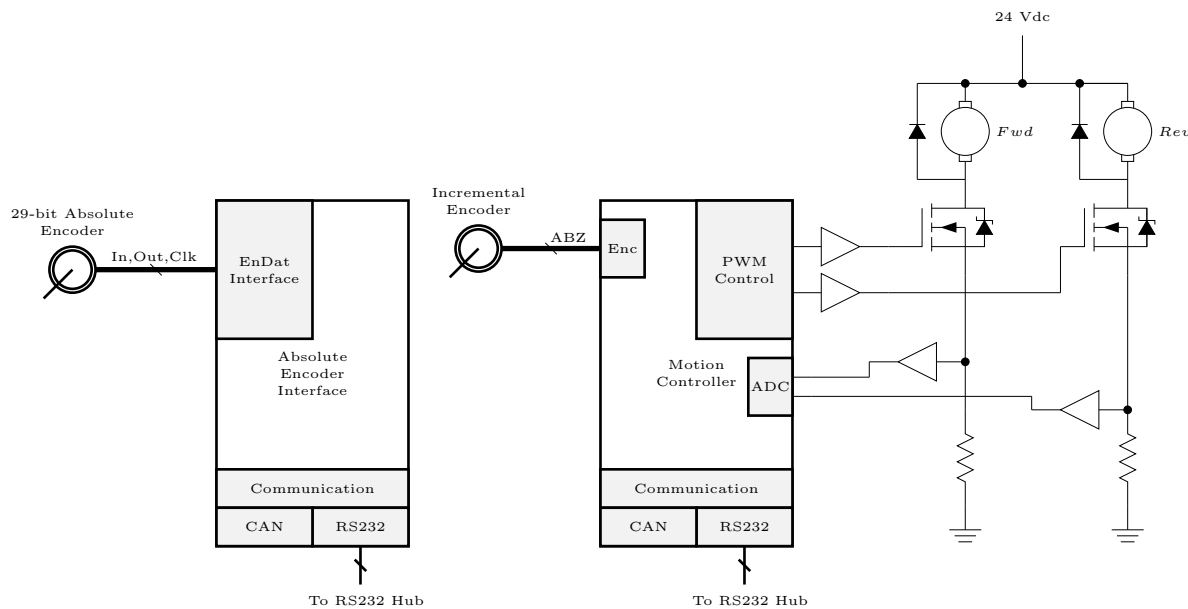 24 Vdc
Fwd
Rev
29-bit Absolute
Encoder
In,Out,Clk
EnDat
Interface
Absolute
Encoder
Interface
Communication
CAN
RS232
To RS232 Hub
Incremental
Encoder
ABZ
Enc
PWM
Control
Motion
Controller
ADC
Communication
CAN
RS232
To RS232 Hub